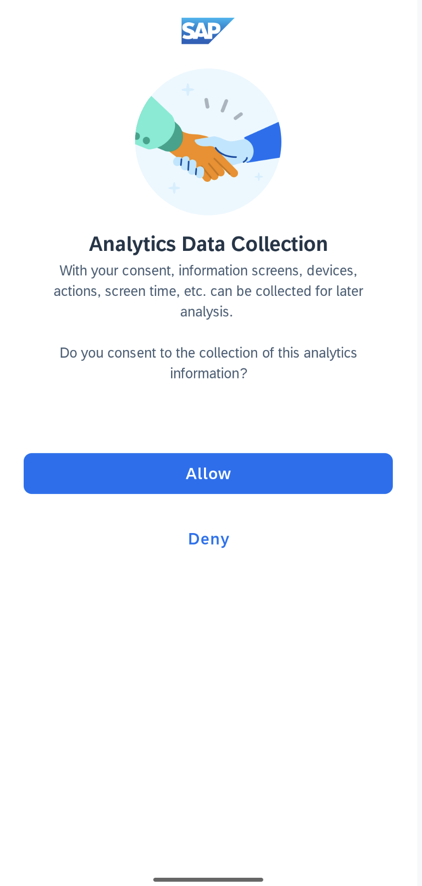 SAP
Analytics Data Collection
With your consent, information screens, devices,
actions, screen time, etc. can be collected for later
analysis.
Do you consent to the collection of this analytics
information?
Allow
Deny